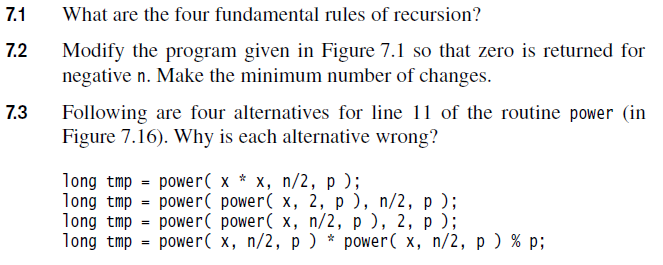 7.1 What are the four fundamental rules of recursion?
7.2 Modify the program given in Figure 7.1 so that zero is returned for
negative n. Make the minimum number of changes.
7.3 Following are four alternatives for line 11 of the routine power (in
Figure 7.16). Why is each alternative wrong?
long tmp = power( x * x, n/2, p );
long tmp = power( power( x, 2, p ), n/2, p );
long tmp = power( power( x, n/2, p ), 2, p );
long tmp = power( x, n/2, p ) * power( x, n/2, p ) % p;